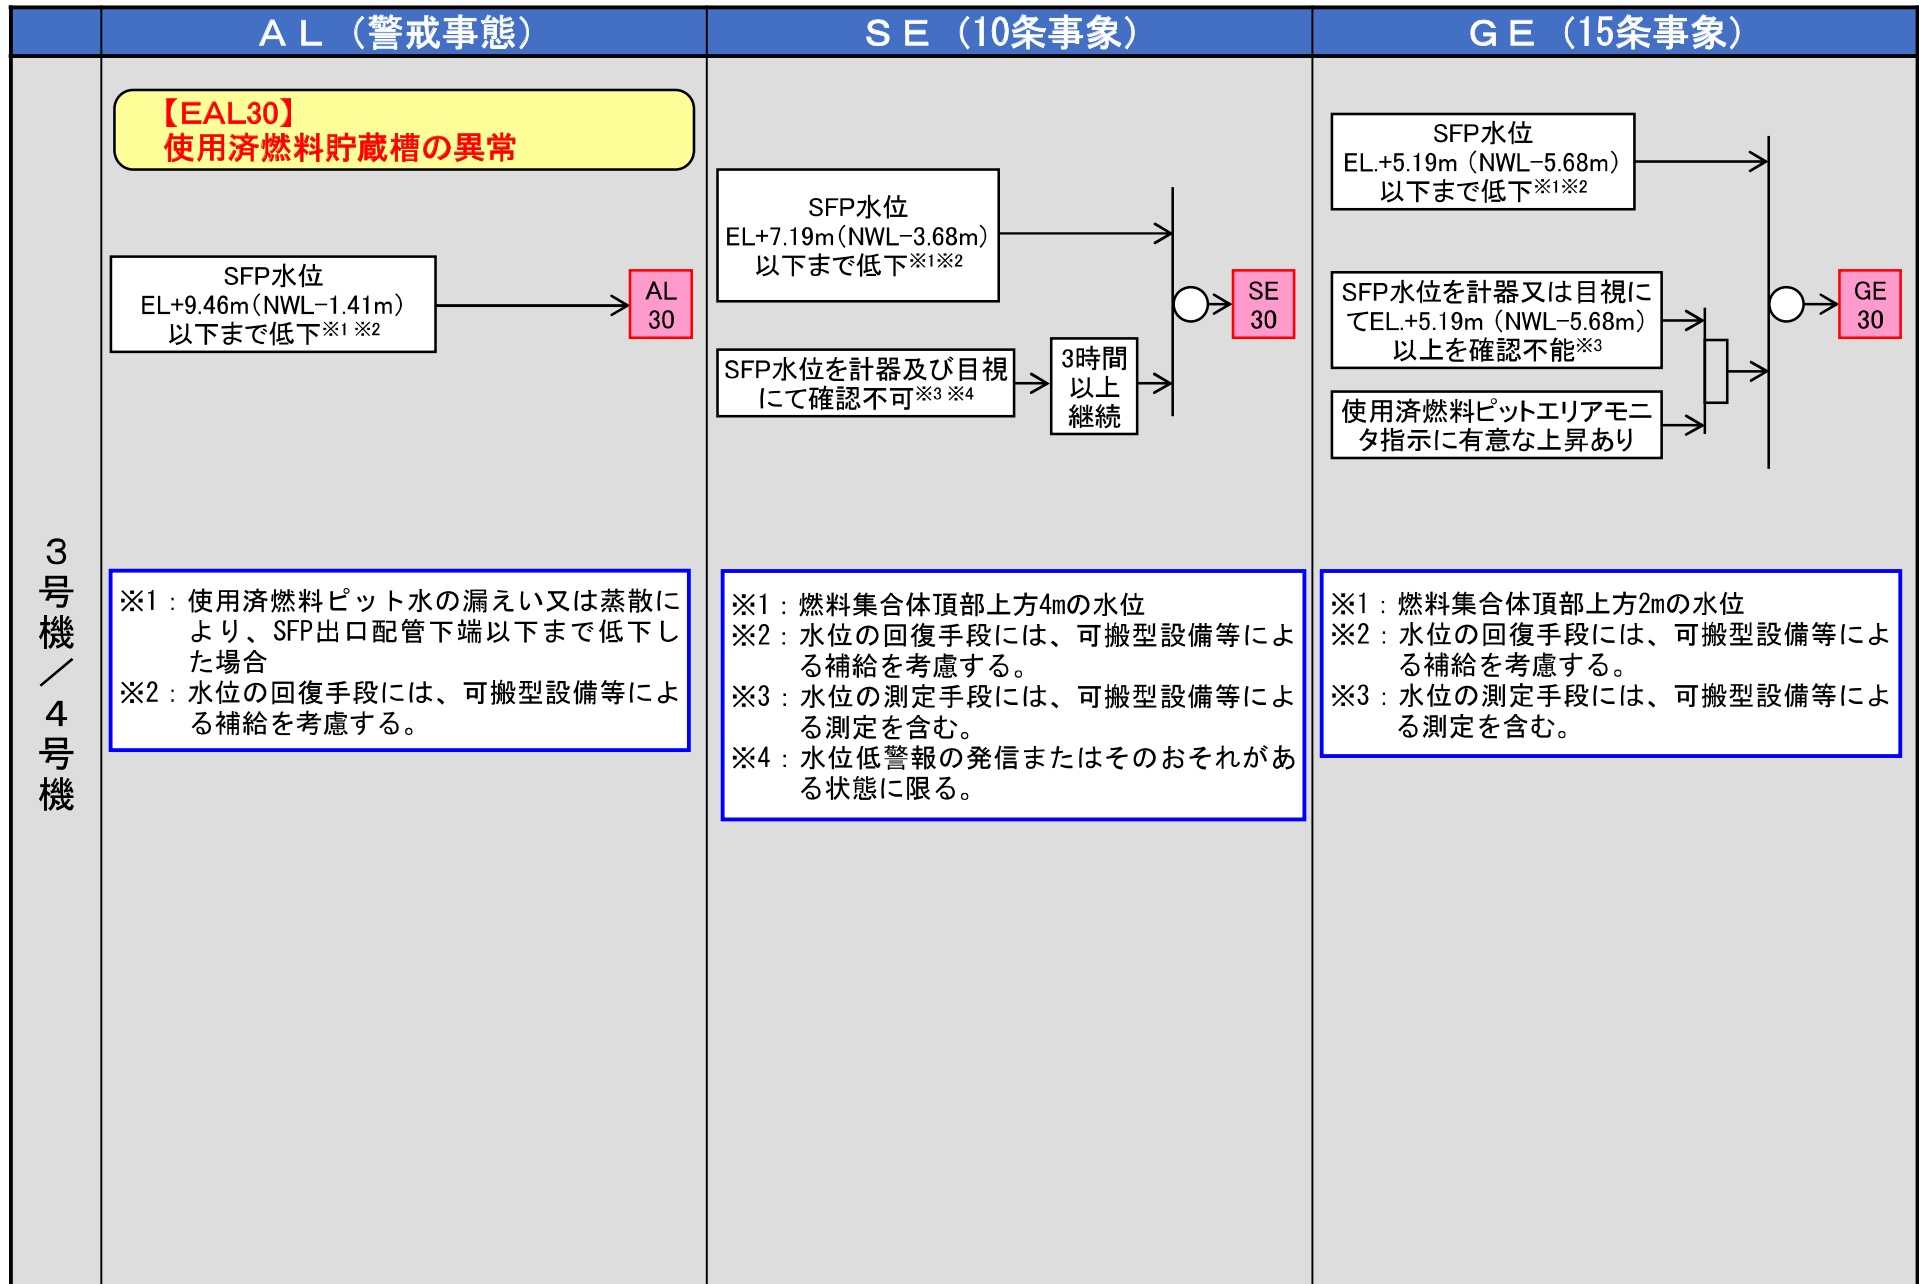 ＡＬ（警戒事態）
ＳＥ（10条事象）
ＧＥ（15条事象）
3号機／4号機
【EAL30】
使用済燃料貯蔵槽の異常
SFP水位
EL+9.46m(NWL-1.41m)
以下まで低下※1 ※2
AL
30
※1：使用済燃料ピット水の漏えい又は蒸散に
より、SFP出口配管下端以下まで低下し
た場合
※2：水位の回復手段には、可搬型設備等によ
る補給を考慮する。
SFP水位
EL+7.19m(NWL-3.68m)
以下まで低下※1※2
SFP水位を計器及び目視
にて確認不可※3 ※4
3時間
以上
継続
SE
30
※1：燃料集合体頂部上方4mの水位
※2：水位の回復手段には、可搬型設備等によ
る補給を考慮する。
※3：水位の測定手段には、可搬型設備等によ
る測定を含む。
※4：水位低警報の発信またはそのおそれがあ
る状態に限る。
SFP水位
EL.+5.19m (NWL-5.68m)
以下まで低下※1※2
SFP水位を計器又は目視に
てEL.+5.19m (NWL-5.68m)
以上を確認不能※3
使用済燃料ピットエリアモニ
タ指示に有意な上昇あり
GE
30
※1：燃料集合体頂部上方2mの水位
※2：水位の回復手段には、可搬型設備等によ
る補給を考慮する。
※3：水位の測定手段には、可搬型設備等によ
る測定を含む。